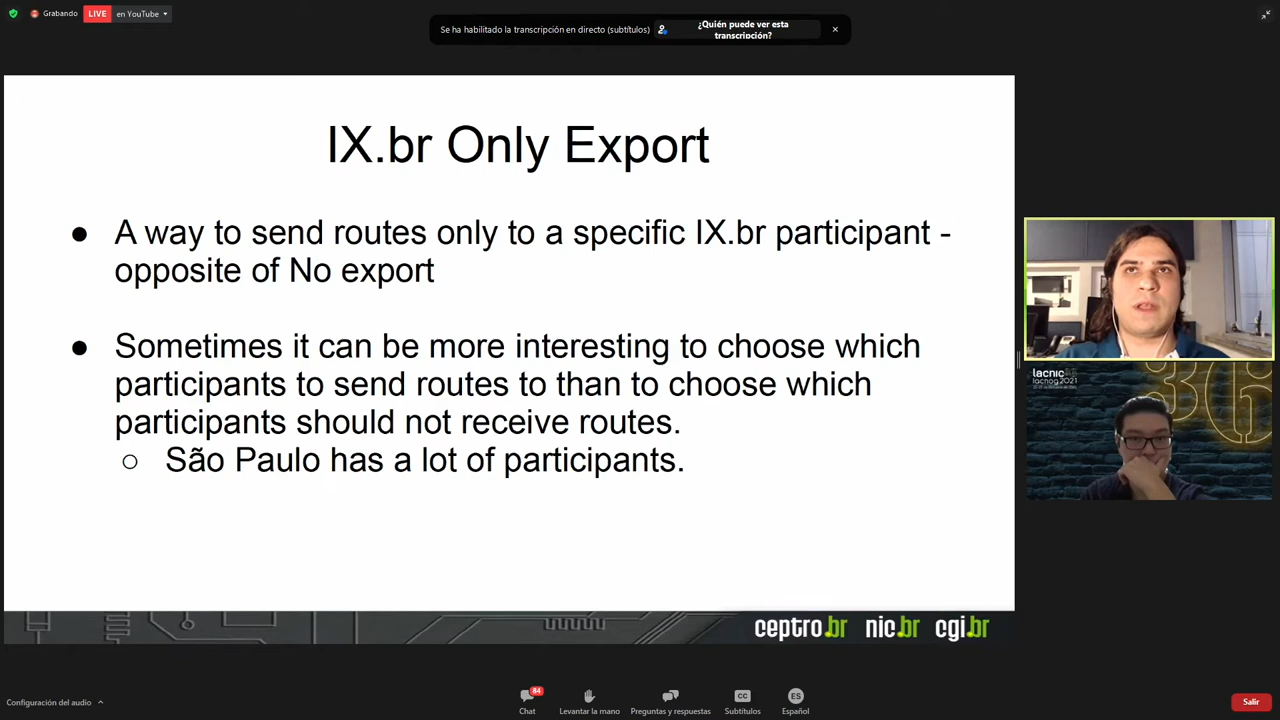 Grabando
LIVE
en YouTube
Se ha habilitado la transcripción en directo (subtítulos)
¿Quién puede ver esta
transcripción?
IX.br Only Export
● A way to send routes only to a specific IX.br participant -
opposite of No export
● Sometimes it can be more interesting to choose which
participants to send routes to than to choose which
participants should not receive routes.
○ São Paulo has a lot of participants.
ceptro.br nic.br cgi.br
lacnic36
lacnog 2021
Configuración del audio
84
Chat
Levantar la mano
Preguntas y respuestas
CC
Subtítulos
ES
Español
Salir